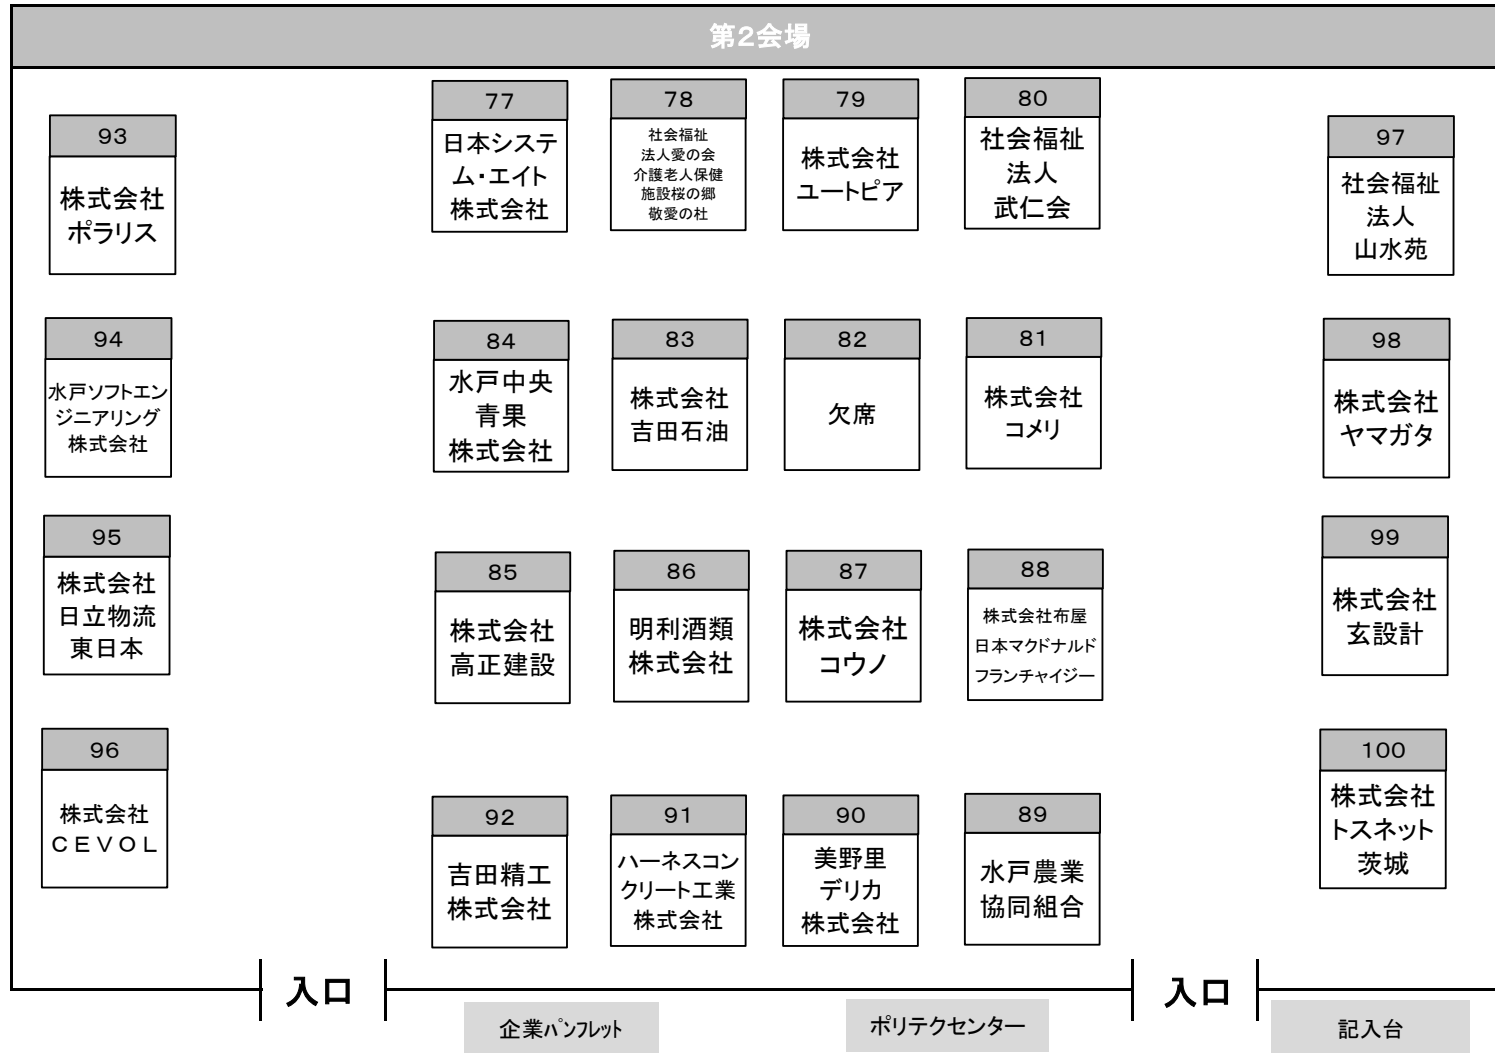 第2会場
77
日本システ
ム・エイト
株式会社
78
社会福祉
法人愛の会
介護老人保健
施設桜の郷
敬愛の杜
79
株式会社
ユートピア
80
社会福祉
法人
武仁会
93
株式会社
ポラリス
97
社会福祉
法人
山水苑
94
水戸ソフトエン
ジニアリング
株式会社
84
水戸中央
青果
株式会社
83
株式会社
吉田石油
82
欠席
81
株式会社
コメリ
98
株式会社
ヤマガタ
95
株式会社
日立物流
東日本
85
株式会社
高正建設
86
明利酒類
株式会社
87
株式会社
コウノ
88
株式会社布屋
日本マクドナルド
フランチャイジー
99
株式会社
玄設計
96
株式会社
ＣＥＶＯＬ
92
吉田精工
株式会社
91
ハーネスコン
クリート工業
株式会社
90
美野里
デリカ
株式会社
89
水戸農業
協同組合
100
株式会社
トスネット
茨城
入口
入口
企業ﾊﾟﾝﾌﾚｯﾄ
ポリテクセンター
記入台